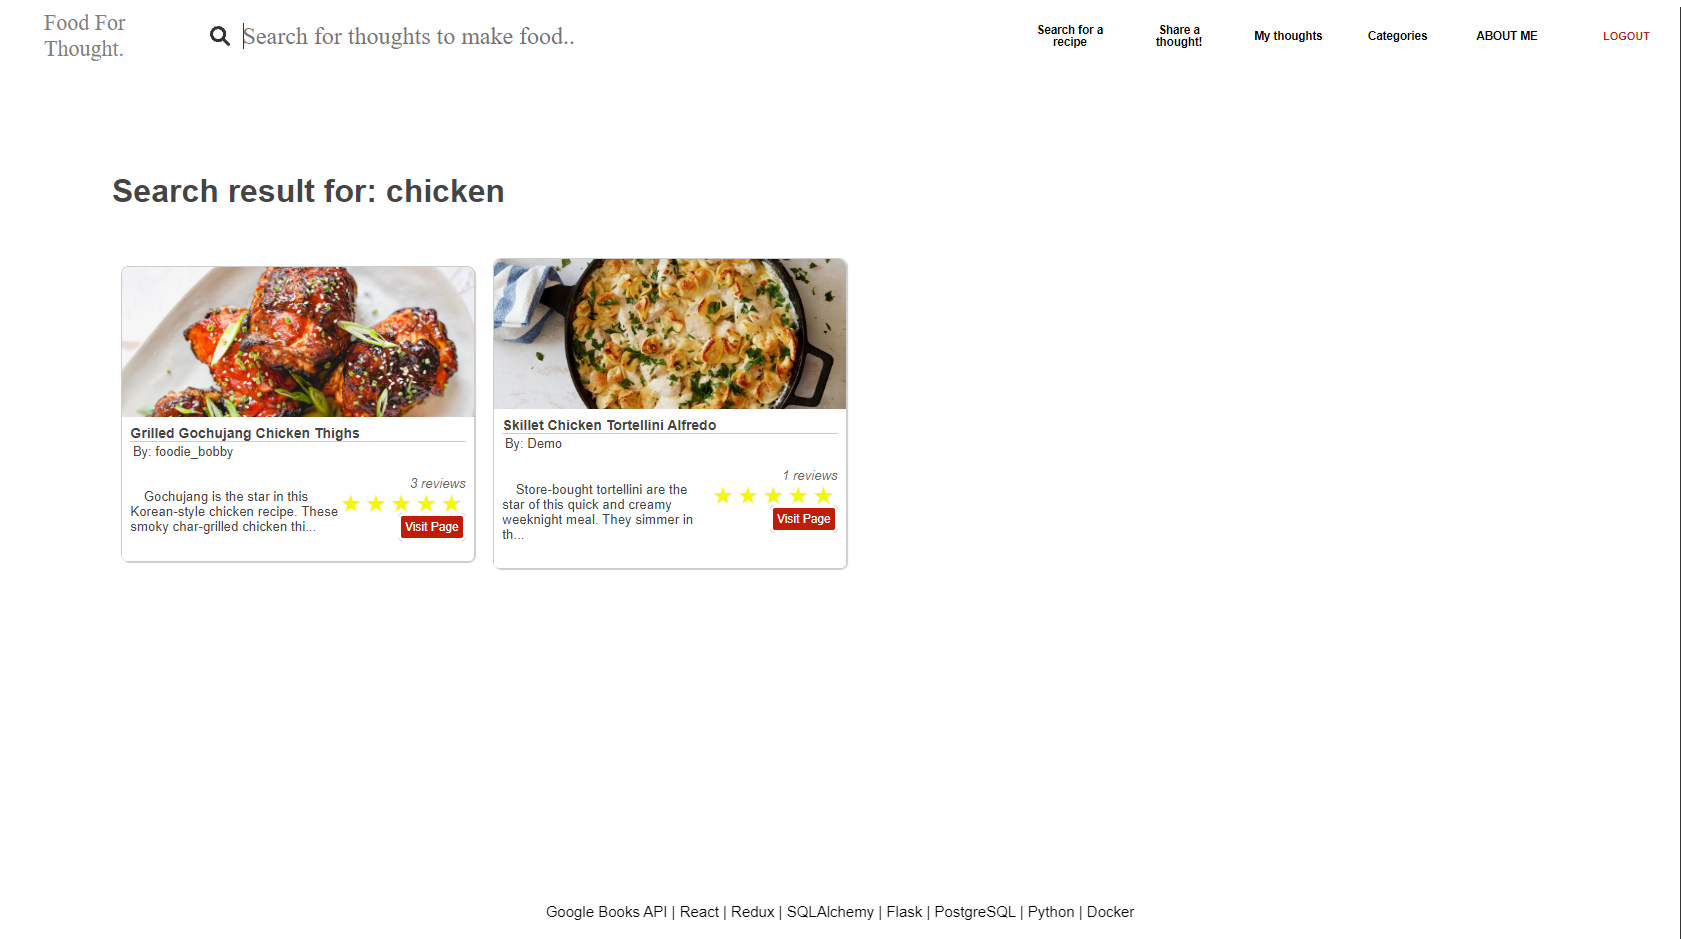 Food For
Thought.
Search for thoughts to make food..
Search for a
recipe
Share a
thought!
My thoughts
Categories
ABOUT ME
LOGOUT
Search result for: chicken
Grilled Gochujang Chicken Thighs
By: foodie_bobby
3 reviews
Gochujang is the star in this
Korean-style chicken recipe. These
smoky char-grilled chicken thi...
Visit Page
Skillet Chicken Tortellini Alfredo
By: Demo
1 reviews
Store-bought tortellini are the
star of this quick and creamy
weeknight meal. They simmer in
th...
Visit Page
Google Books API | React | Redux | SQLAlchemy | Flask | PostgreSQL | Python | Docker